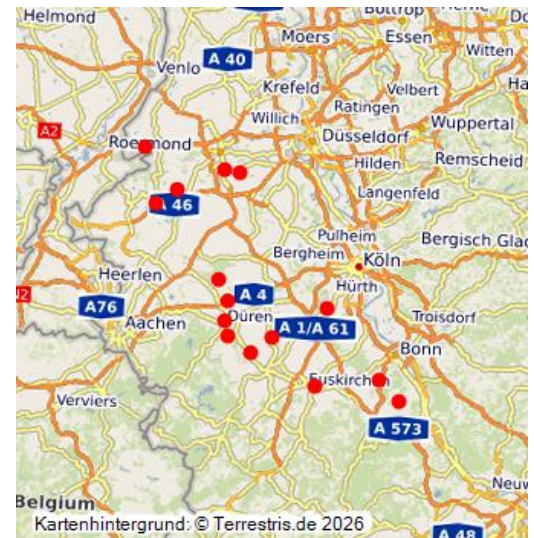 Helmond
Bottrop
Essen
Moers
Witten
A 40
Venlo
Krefeld
Velbert
Ratingen
Willich
Wuppertal
A2
Roermond
Düsseldorf
Remscheid
Hilden
Langenfeld
A 46
Pulheim
Bergisch Glad
Bergheim
Köln
Heerlen
Hürth
A 4
A76
Düren
Troisdorf
Aachen
A 1/A 61
Bonn
Euskirchen
Verviers
A 573
Neuw
Belgium
Kartenhintergrund: © Terrestris.de 2026
A 48